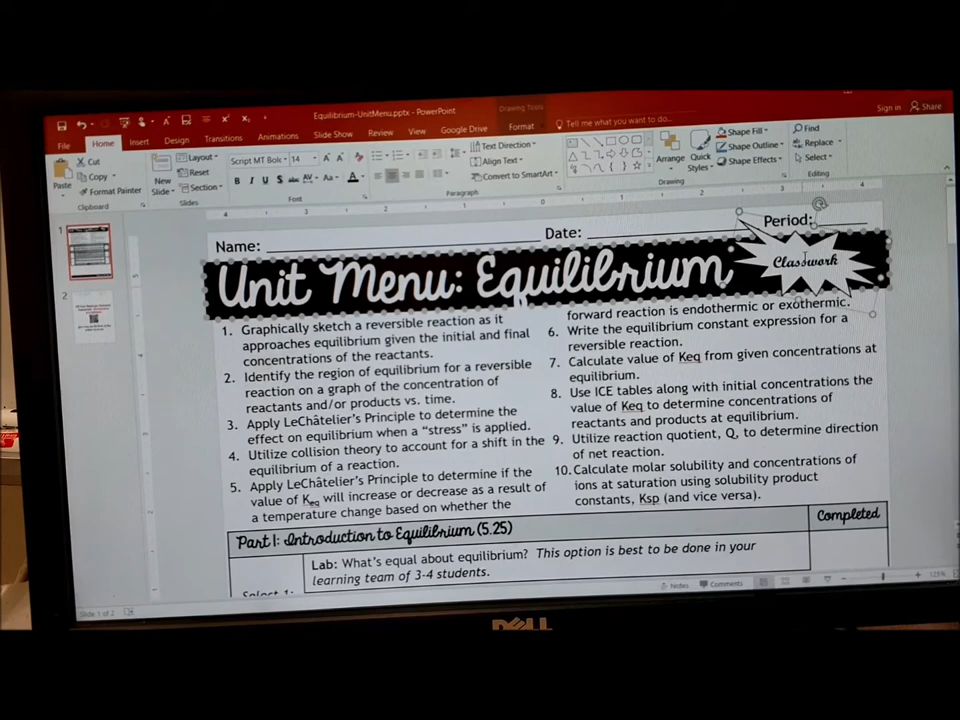 Equilibrium-UnitMenu.pptx - PowerPoint
Drawing Tools
Sign in
Share
File
Home
Insert
Design
Transitions
Animations
Slide Show
Review
View
Google Drive
Format
Tell me what you want to do...
Paste
Cut
Copy
Format Painter
Clipboard
New Slide
Layout
Reset
Section
Slides
Script MT Bol
14
B I U S abc AV Aa A
Font
Text Direction
Align Text
Convert to SmartArt
Paragraph
Arrange
Quick Styles
Shape Fill
Shape Outline
Shape Effects
Drawing
Find
Replace
Select
Editing
1
2
Name:
Date:
Period:
Unit Menu: Equilibrium
Classwork
1. Graphically sketch a reversible reaction as it
approaches equilibrium given the initial and final
concentrations of the reactants.
2. Identify the region of equilibrium for a reversible
reaction on a graph of the concentration of
reactants and/or products vs. time.
3. Apply LeChâtelier's Principle to determine the
effect on equilibrium when a “stress” is applied.
4. Utilize collision theory to account for a shift in the
equilibrium of a reaction.
5. Apply LeChâtelier's Principle to determine if the
value of Keq will increase or decrease as a result of
a temperature change based on whether the
forward reaction is endothermic or exothermic.
6. Write the equilibrium constant expression for a
reversible reaction.
7. Calculate value of Keq from given concentrations at
equilibrium.
8. Use ICE tables along with initial concentrations the
value of Keq to determine concentrations of
reactants and products at equilibrium.
9. Utilize reaction quotient, Q, to determine direction
of net reaction.
10. Calculate molar solubility and concentrations of
ions at saturation using solubility product
constants, Ksp (and vice versa).
Part 1: Introduction to Equilibrium (5.25)
Completed
Lab: What's equal about equilibrium? This option is best to be done in your
learning team of 3-4 students.
Select 1:
Slide 1 of 2
Notes
Comments
125%
DELL